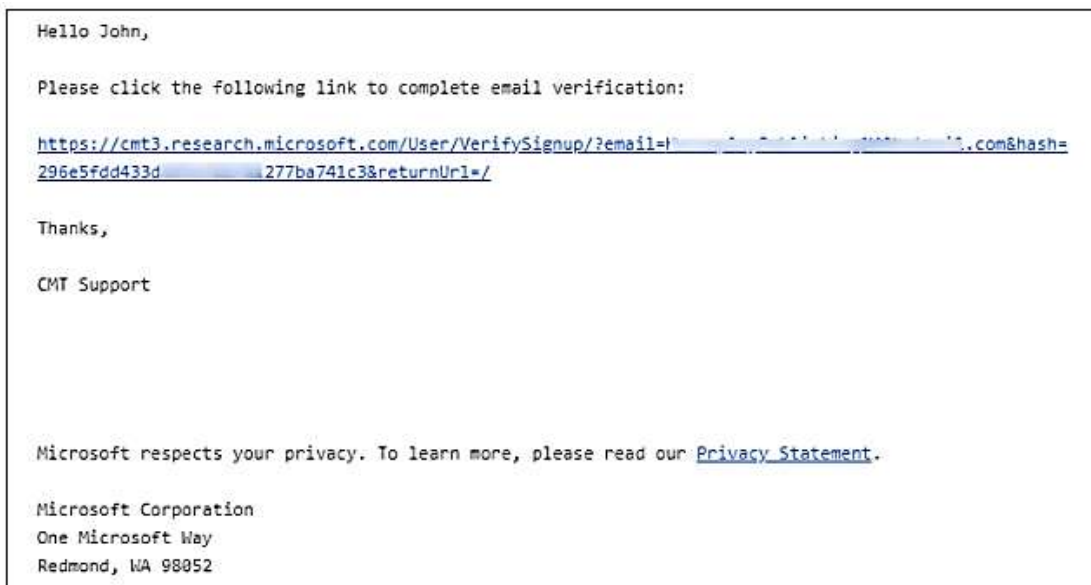 Hello John,
Please click the following link to complete email verification:
https://cmt3.research.microsoft.com/User/VerifySignup/?email= .com&hash=
296e5fdd433d 277ba741c3&returnUrl=/
Thanks,
CMT Support
Microsoft respects your privacy. To learn more, please read our Privacy Statement.
Microsoft Corporation
One Microsoft Way
Redmond, WA 98052